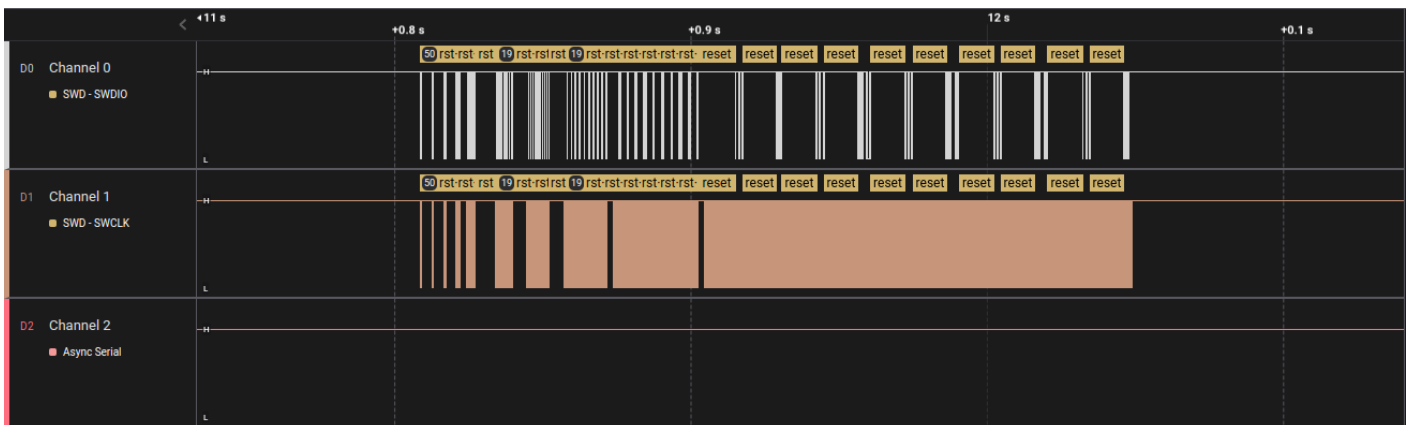 11 s 12 s
+0.8 s +0.9 s +0.1 s
50 rst- rst- rst 19 rst- rst rst 19 rst- rst- rst- rst- rst- rst- reset reset reset reset reset reset reset reset reset reset
D0 Channel 0
H
SWD - SWDIO
L
50 rst- rst- rst 19 rst- rst rst 19 rst- rst- rst- rst- rst- rst- reset reset reset reset reset reset reset reset reset reset
D1 Channel 1
H
SWD - SWCLK
L
D2 Channel 2
H
Async Serial
L